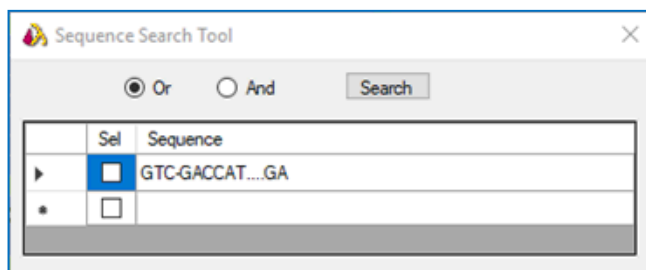 Sequence Search Tool
Or And Search
Sel Sequence
GTC-GACCAT....GA